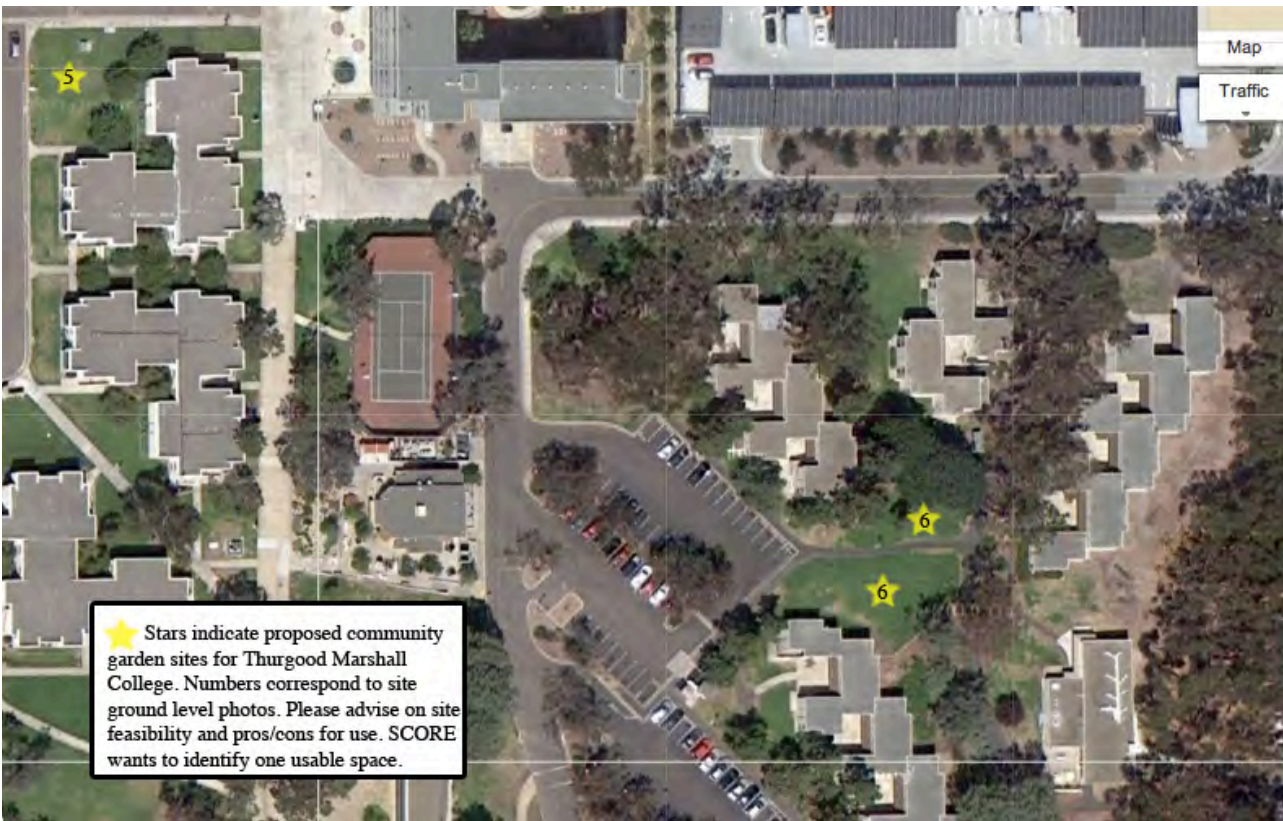 Map
Traffic
5
6
6
Stars indicate proposed community
garden sites for Thurgood Marshall
College. Numbers correspond to site
ground level photos. Please advise on site
feasibility and pros/cons for use. SCORE
wants to identify one usable space.